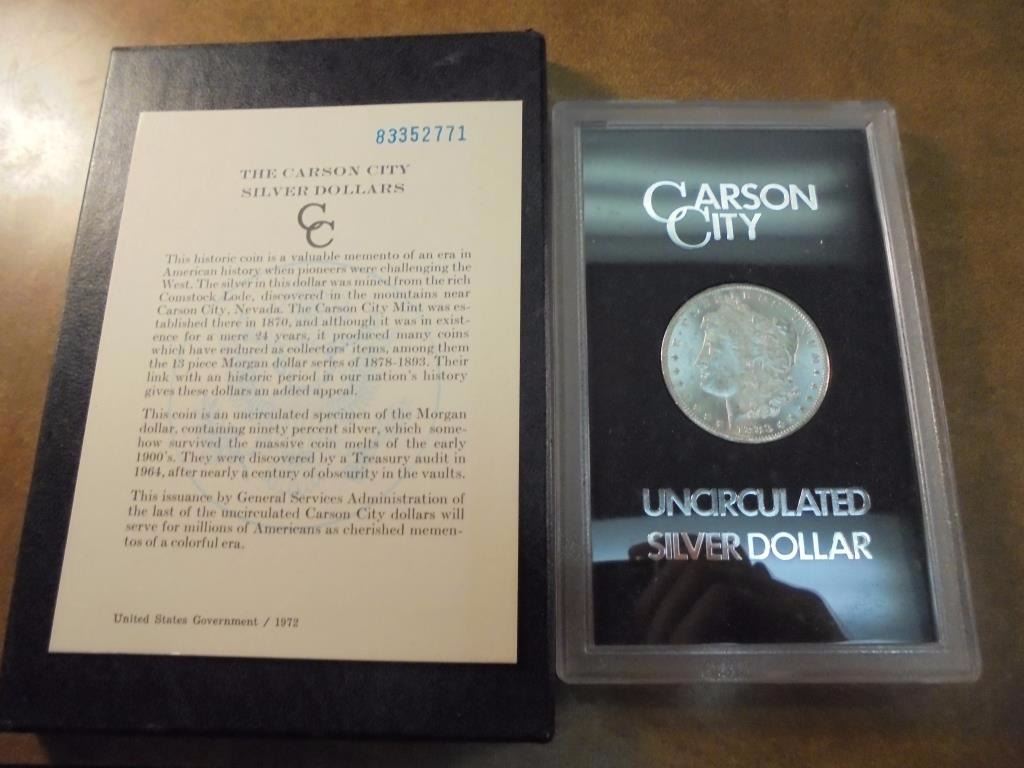 83352771
THE CARSON CITY
SILVER DOLLARS
CC
This historic coin is a valuable memento of an era in
American history when pioneers were challenging the
West. The silver in this dollar was mined from the rich
Comstock Lode, discovered in the mountains near
Carson City, Nevada. The Carson City Mint was es-
tablished there in 1870, and although it was in exist-
ence for a mere 24 years, it produced many coins
which have endured as collectors' items, among them
the 13 piece Morgan dollar series of 1878-1893. Their
link with an historic period in our nation's history
gives these dollars an added appeal.
This coin is an uncirculated specimen of the Morgan
dollar, containing ninety percent silver, which some-
how survived the massive coin melts of the early
1900's. They were discovered by a Treasury audit in
1964, after nearly a century of obscurity in the vaults.
This issuance by General Services Administration of
the last of the uncirculated Carson City dollars will
serve for millions of Americans as cherished memen-
tos of a colorful era.
United States Government / 1972
CARSON
CITY
1883
UNCIRCULATED
SILVER DOLLAR